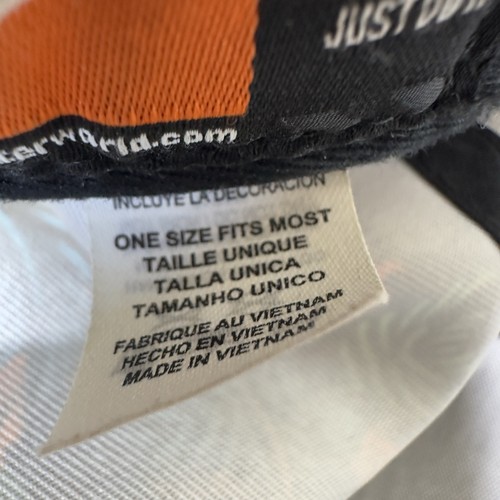 JUST DO
terworld.com
INCLUYE LA DECORACION
ONE SIZE FITS MOST
TAILLE UNIQUE
TALLA UNICA
TAMANHO UNICO
FABRIQUE AU VIETNAM
HECHO EN VIETNAM
MADE IN VIETNAM